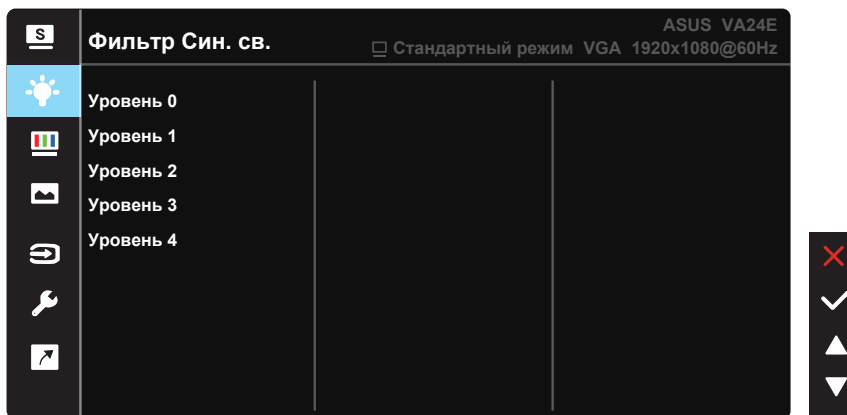 S
Фильтр Син. св.
ASUS VA24E
Стандартный режим VGA 1920x1080@60Hz
Уровень 0
Уровень 1
Уровень 2
Уровень 3
Уровень 4